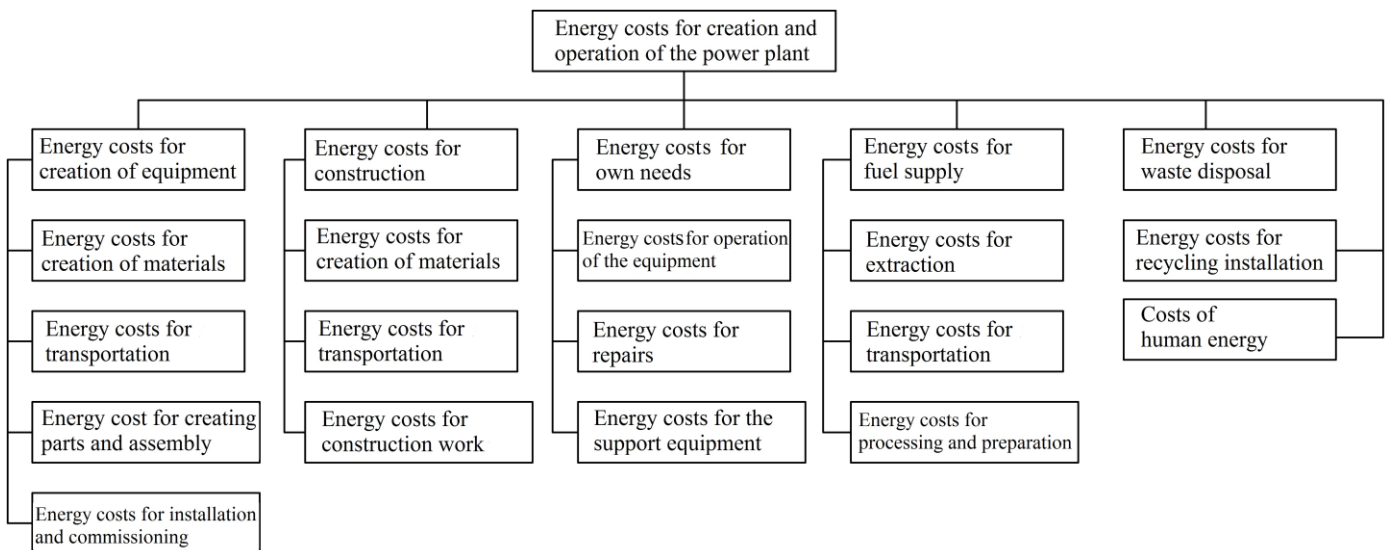 Energy costs for creation and
operation of the power plant
Energy costs for
creation of equipment
Energy costs for
creation of materials
Energy costs for
transportation
Energy cost for creating
parts and assembly
Energy costs for installation
and commissioning
Energy costs for
construction
Energy costs for
creation of materials
Energy costs for
transportation
Energy costs for
construction work
Energy costs for
own needs
Energy costs for operation
of the equipment
Energy costs for
repairs
Energy costs for the
support equipment
Energy costs for
fuel supply
Energy costs for
extraction
Energy costs for
transportation
Energy costs for
processing and preparation
Energy costs for
waste disposal
Energy costs for
recycling installation
Costs of
human energy